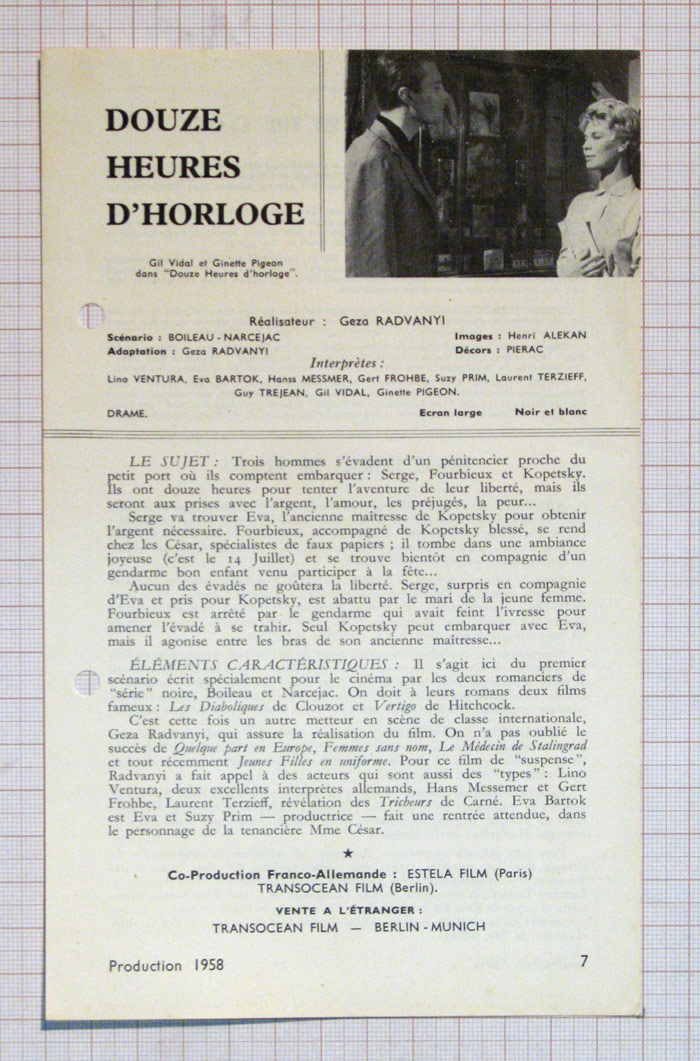 DOUZE
HEURES
D'HORLOGE
Gil Vidal et Ginette Pigeon
dans "Douze Heures d'horloge".
Réalisateur : Geza RADVANYI
Scénario : BOILEAU - NARCEJAC Images : Henri ALEKAN
Adaptation : Geza RADVANYI Décors : PIERAC
Interprètes :
Lino VENTURA, Eva BARTOK, Hanss MESSMER, Gert FROHBE, Suzy PRIM, Laurent TERZIEFF,
Guy TREJEAN, Gil VIDAL, Ginette PIGEON.
DRAME. Ecran large Noir et blanc
LE SUJET : Trois hommes s'évadent d'un pénitencier proche du
petit port où ils comptent embarquer : Serge, Fourbieux et Kopetsky.
Ils ont douze heures pour tenter l'aventure de leur liberté, mais ils
seront aux prises avec l'argent, l'amour, les préjugés, la peur...
Serge va trouver Eva, l'ancienne maîtresse de Kopetsky pour obtenir
l'argent nécessaire. Fourbieux, accompagné de Kopetsky blessé, se rend
chez les César, spécialistes de faux papiers ; il tombe dans une ambiance
joyeuse (c'est le 14 Juillet) et se trouve bientôt en compagnie d'un
gendarme bon enfant venu participer à la fête...
Aucun des évadés ne goûtera la liberté. Serge, surpris en compagnie
d'Eva et pris pour Kopetsky, est abattu par le mari de la jeune femme.
Fourbieux est arrêté par le gendarme qui avait feint l'ivresse pour
amener l'évadé à se trahir. Seul Kopetsky peut embarquer avec Eva,
mais il agonise entre les bras de son ancienne maîtresse...
ÉLÉMENTS CARACTÉRISTIQUES : Il s'agit ici du premier
scénario écrit spécialement pour le cinéma par les deux romanciers de
"série" noire, Boileau et Narcejac. On doit à leurs romans deux films
fameux : Les Diaboliques de Clouzot et Vertigo de Hitchcock.
C'est cette fois un autre metteur en scène de classe internationale,
Geza Radvanyi, qui assure la réalisation du film. On n'a pas oublié le
succès de Quelque part en Europe, Femmes sans nom, Le Médecin de Stalingrad
et tout récemment Jeunes Filles en uniforme. Pour ce film de "suspense",
Radvanyi a fait appel à des acteurs qui sont aussi des "types" : Lino
Ventura, deux excellents interprètes allemands, Hans Messemer et Gert
Frohbe, Laurent Terzieff, révélation des Tricheurs de Carné. Eva Bartok
est Eva et Suzy Prim — productrice — fait une rentrée attendue, dans
le personnage de la tenancière Mme César.
★
Co-Production Franco-Allemande : ESTELA FILM (Paris)
TRANSOCEAN FILM (Berlin).
VENTE A L'ÉTRANGER :
TRANSOCEAN FILM — BERLIN - MUNICH
Production 1958 7